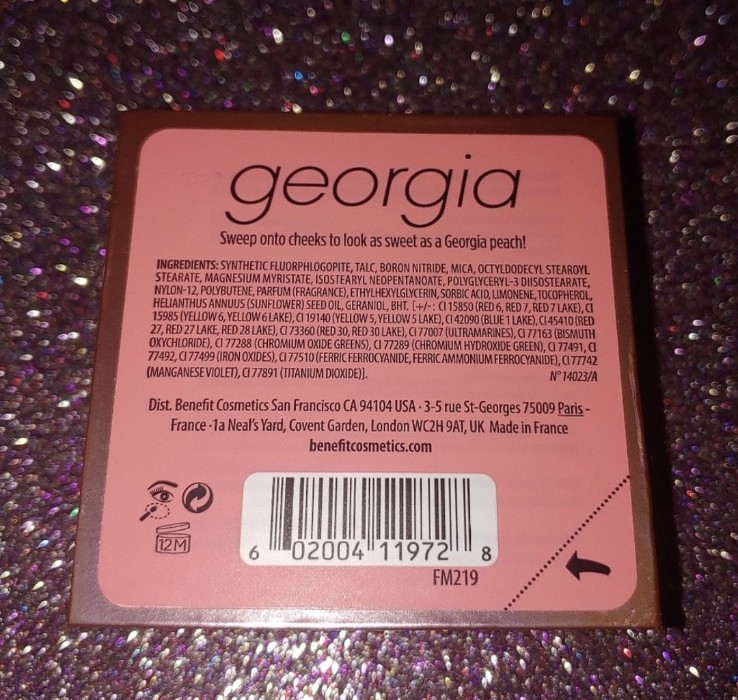 georgia
Sweep onto cheeks to look as sweet as a Georgia peach!
INGREDIENTS: SYNTHETIC FLUORPHLOGOPITE, TALC, BORON NITRIDE, MICA, OCTYLDODECYL STEAROYL
STEARATE, MAGNESIUM MYRISTATE, ISOSTEARYL NEOPENTANOATE, POLYGLYCERYL-3 DIISOSTEARATE,
NYLON-12, POLYBUTENE, PARFUM (FRAGRANCE), ETHYLHEXYLGLYCERIN, SORBIC ACID, LIMONENE, TOCOPHEROL,
HELIANTHUS ANNUUS (SUNFLOWER) SEED OIL, GERANIOL, BHT. [+/-: CI 15850 (RED 6, RED 7, RED 7 LAKE), CI
15985 (YELLOW 6, YELLOW 6 LAKE), CI 19140 (YELLOW 5, YELLOW 5 LAKE), CI 42090 (BLUE 1 LAKE), CI 45410 (RED
27, RED 27 LAKE, RED 28 LAKE), CI 73360 (RED 30, RED 30 LAKE), CI 77007 (ULTRAMARINES), CI 77163 (BISMUTH
OXYCHLORIDE), CI 77288 (CHROMIUM OXIDE GREENS), CI 77289 (CHROMIUM HYDROXIDE GREEN), CI 77491, CI
77492, CI 77499 (IRON OXIDES), CI 77510 (FERRIC FERROCYANIDE, FERRIC AMMONIUM FERROCYANIDE), CI 77742
(MANGANESE VIOLET), CI 77891 (TITANIUM DIOXIDE)]. N° 14023/A
Dist. Benefit Cosmetics San Francisco CA 94104 USA · 3-5 rue St-Georges 75009 Paris -
France · 1a Neal's Yard, Covent Garden, London WC2H 9AT, UK Made in France
benefitcosmetics.com
12M
6 02004 11972 8
FM219